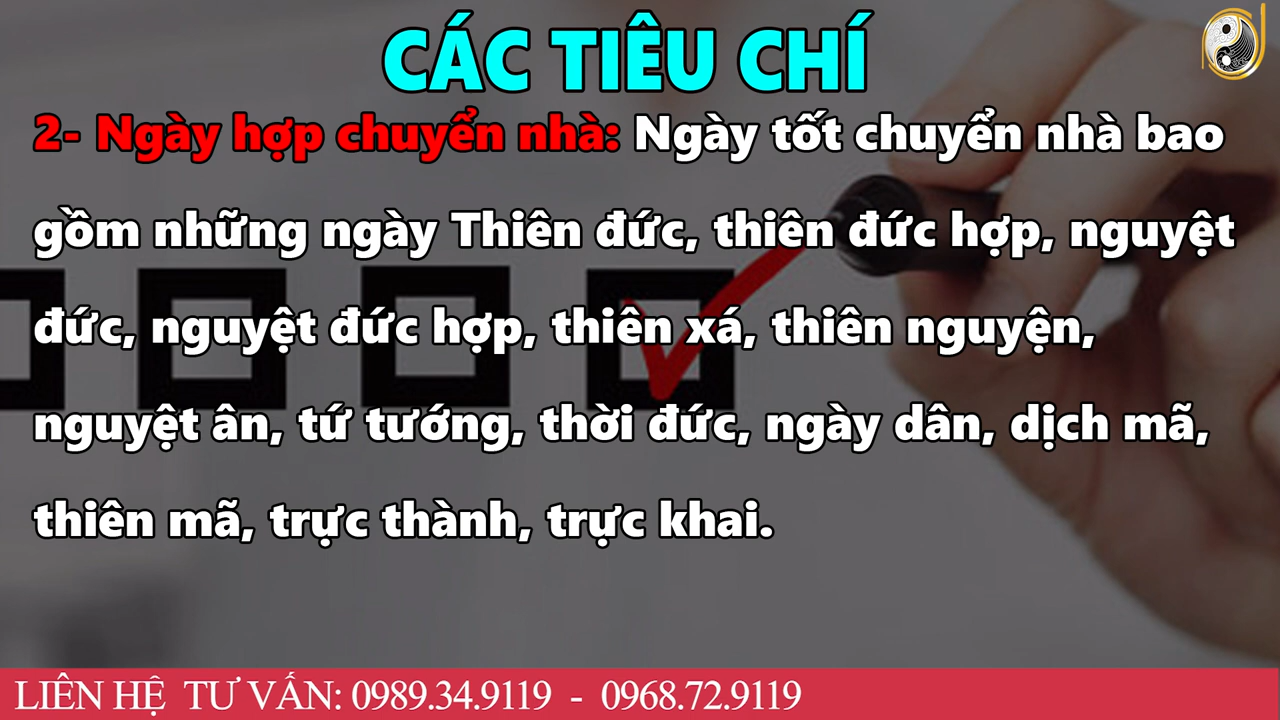 CÁC TIÊU CHÍ
2- Ngày hợp chuyển nhà: Ngày tốt chuyển nhà bao
gồm những ngày Thiên đức, thiên đức hợp, nguyệt
đức, nguyệt đức hợp, thiên xá, thiên nguyện,
nguyệt ân, tứ tướng, thời đức, ngày dân, dịch mã,
thiên mã, trực thành, trực khai.
LIÊN HỆ TƯ VẤN: 0989.34.9119 - 0968.72.9119